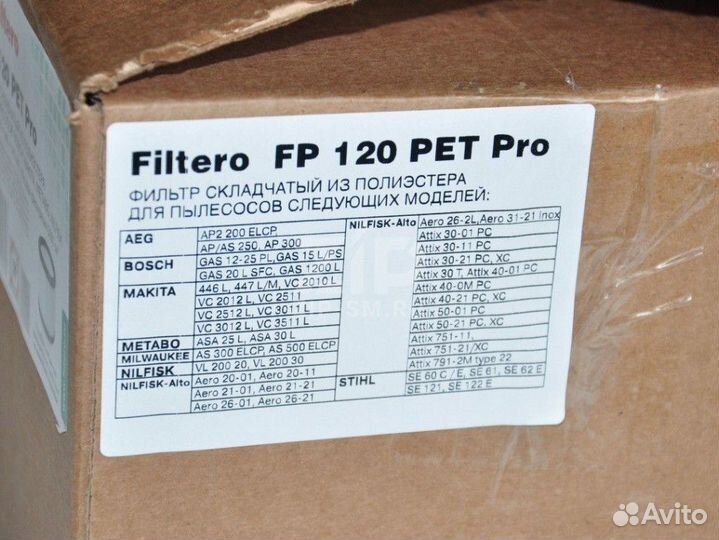 Filtero FP 120 PET Pro
ФИЛЬТР СКЛАДЧАТЫЙ ИЗ ПОЛИЭСТЕРА
ДЛЯ ПЫЛЕСОСОВ СЛЕДУЮЩИХ МОДЕЛЕЙ:
AEG
AP2 200 ELCP,
AP/AS 250, AP 300
BOSCH
GAS 12-25 PL, GAS 15 L/PS
GAS 20 L SFC, GAS 1200 L
MAKITA
446 L, 447 L/M, VC 2010 L
VC 2012 L, VC 2511
VC 2512 L, VC 3011 L
VC 3012 L, VC 3511 L
METABO
ASA 25 L, ASA 30 L
MILWAUKEE
AS 300 ELCP, AS 500 ELCP
NILFISK
VL 200 20, VL 200 30
NILFISK-Alto
Aero 20-01, Aero 20-11
Aero 21-01, Aero 21-21
Aero 26-01, Aero 26-21
NILFISK-Alto
Aero 26-2L, Aero 31-21 Inox
Attix 30-01 PC
Attix 30-11 PC
Attix 30-21 PC, XC
Attix 30 T, Attix 40-01 PC
Attix 40-0M PC
Attix 40-21 PC, XC
Attix 50-01 PC
Attix 50-21 PC, XC
Attix 751-11,
Attix 751-21/XC
Attix 791-2M type 22
STIHL
SE 60 C / E, SE 61, SE 62 E
SE 121, SE 122 E
tero
120 PET Pro
Avito